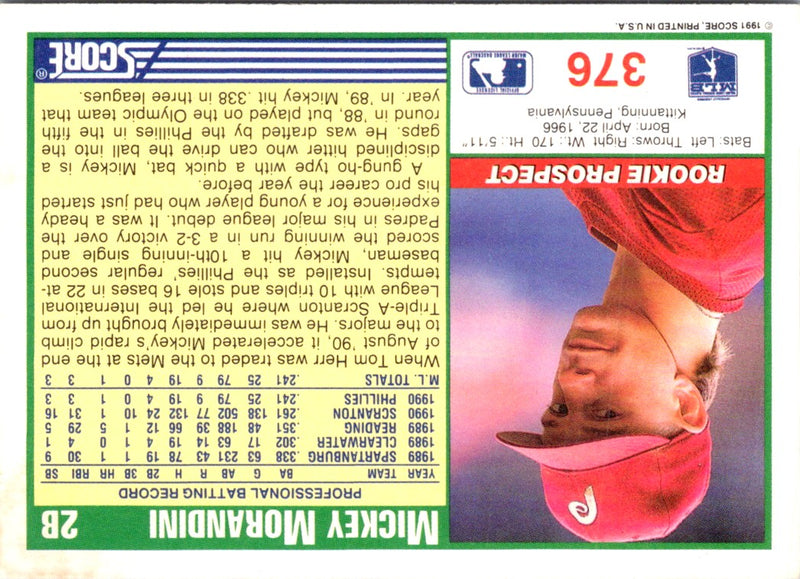 MICKEY MORANDINI 2B
PROFESSIONAL BATTING RECORD
YEAR TEAM BA G AB R H 2B 3B HR RBI SB
1989 SPARTANBURG .338 63 231 43 78 19 1 1 30 9
1989 CLEARWATER .302 17 63 14 19 4 1 0 4 1
1989 READING .351 48 188 39 66 12 1 5 29 5
1990 SCRANTON .261 138 502 77 132 24 10 1 31 16
1990 PHILLIES .241 25 79 9 19 4 0 1 3 3
M.L. TOTALS .241 25 79 9 19 4 0 1 3 3
When Tom Herr was traded to the Mets at the end
of August '90, it accelerated Mickey's rapid climb
to the majors. He was immediately brought up from
Triple-A Scranton where he led the International
League with 10 triples and stole 16 bases in 22 at-
tempts. Installed as the Phillies' regular second
baseman, Mickey hit a 10th-inning single and
scored the winning run in a 3-2 victory over the
Padres in his major league debut. It was a heady
experience for a young player who had just started
his pro career the year before.
A gung-ho type with a quick bat, Mickey is a
disciplined hitter who can drive the ball into the
gaps. He was drafted by the Phillies in the fifth
round in '88, but played on the Olympic team that
year. In '89, Mickey hit .338 in three leagues.
P
ROOKIE PROSPECT
Bats: Left Throws: Right Wt.: 170 Ht.: 5'11"
Born: April 22, 1966
Kittanning, Pennsylvania
MLB
376
OFFICIAL LICENSEE
MAJOR LEAGUE BASEBALL
SCORE ®
© 1991 SCORE, PRINTED IN U.S.A.